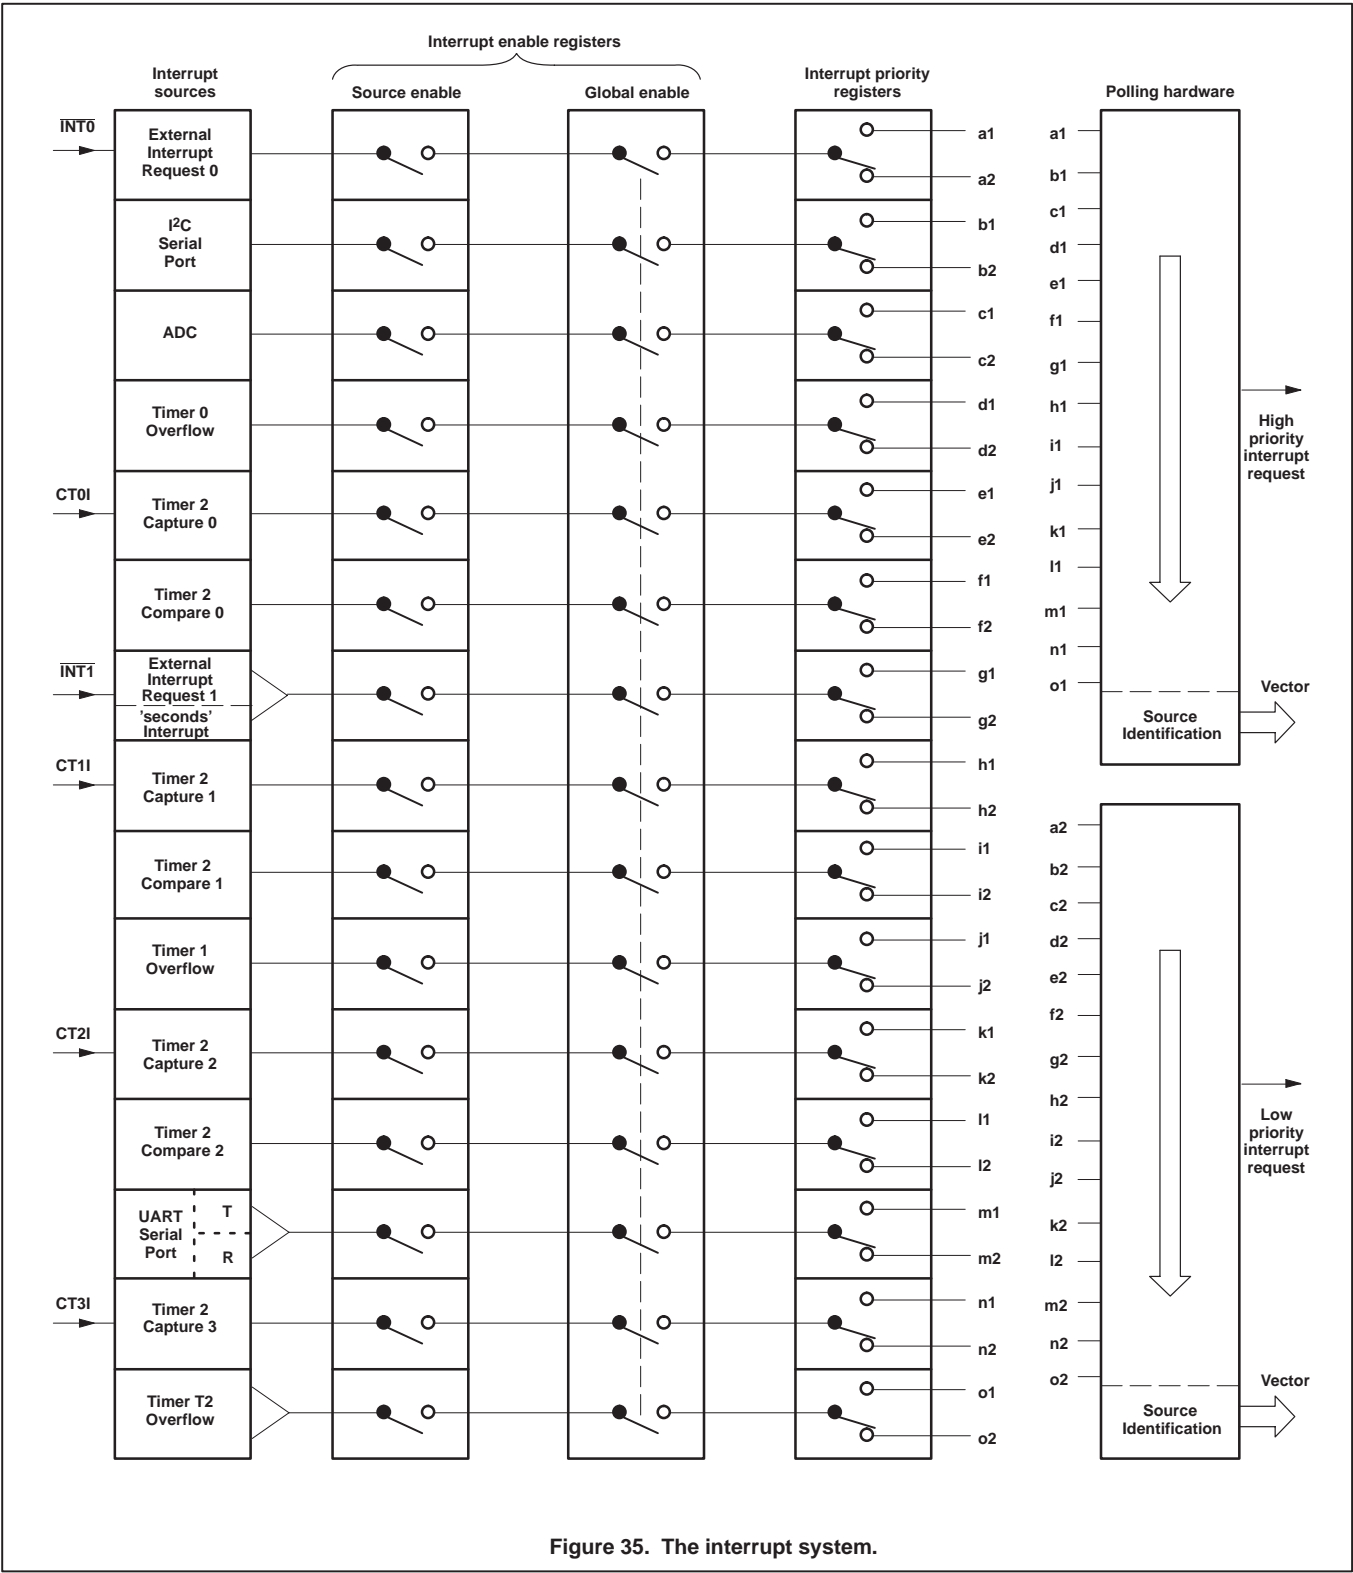 Interrupt enable registers
Interrupt
sources
Source enable
Global enable
Interrupt priority
registers
Polling hardware
INT0
External
Interrupt
Request 0
a1
a2
I²C
Serial
Port
b1
b2
ADC
c1
c2
Timer 0
Overflow
d1
d2
CT0I
Timer 2
Capture 0
e1
e2
Timer 2
Compare 0
f1
f2
INT1
External
Interrupt
Request 1
’seconds’
Interrupt
g1
g2
CT1I
Timer 2
Capture 1
h1
h2
Timer 2
Compare 1
i1
i2
Timer 1
Overflow
j1
j2
CT2I
Timer 2
Capture 2
k1
k2
Timer 2
Compare 2
l1
l2
UART
Serial
Port
T
R
m1
m2
CT3I
Timer 2
Capture 3
n1
n2
Timer T2
Overflow
o1
o2
a1
b1
c1
d1
e1
f1
g1
h1
i1
j1
k1
l1
m1
n1
o1
High
priority
interrupt
request
Source
Identification
Vector
a2
b2
c2
d2
e2
f2
g2
h2
i2
j2
k2
l2
m2
n2
o2
Low
priority
interrupt
request
Source
Identification
Vector
Figure 35. The interrupt system.